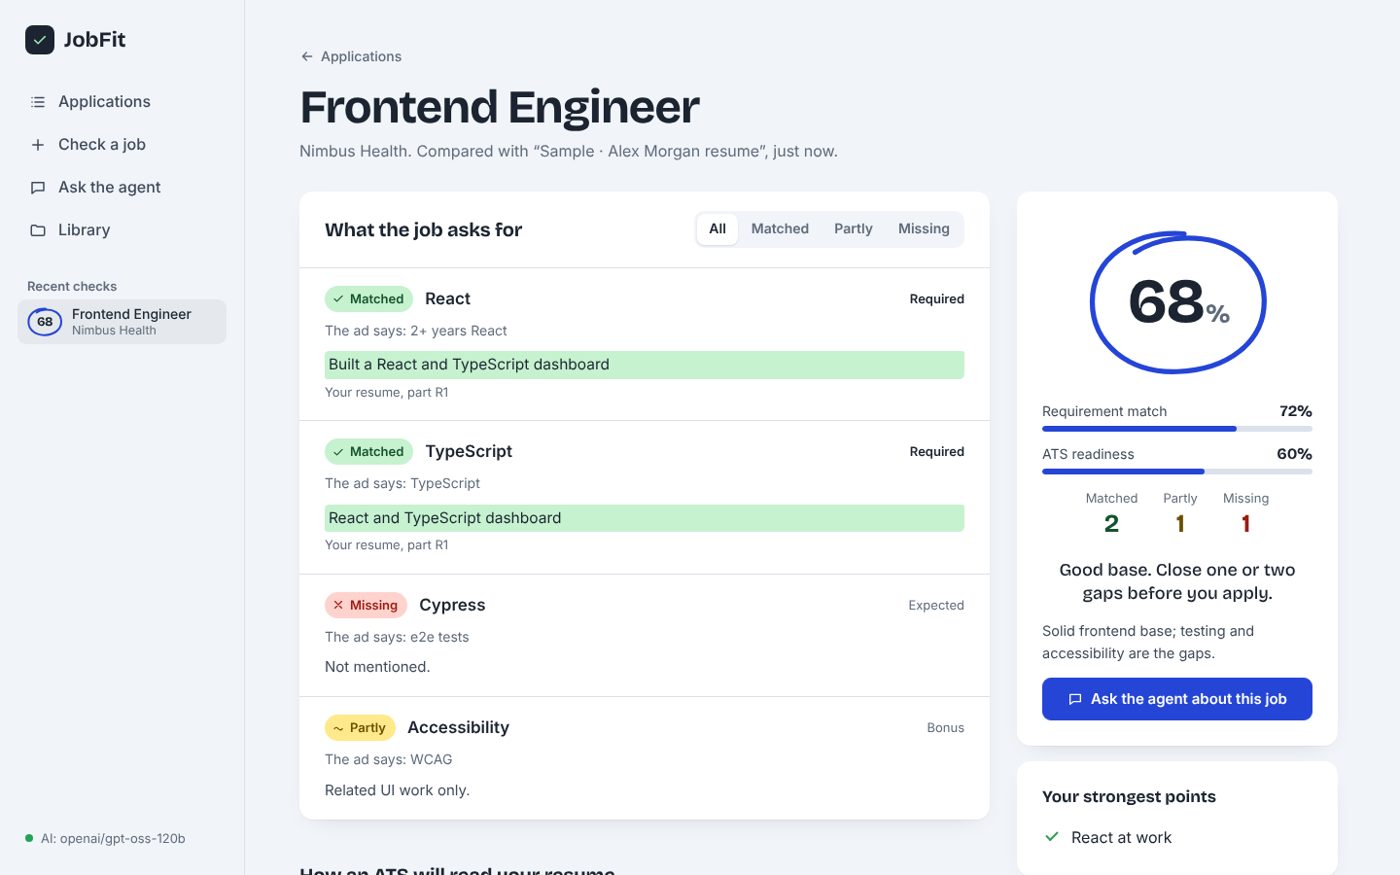 JobFit
Applications
Check a job
Ask the agent
Library
Recent checks
68
Frontend Engineer
Nimbus Health
AI: openai/gpt-oss-120b
← Applications
Frontend Engineer
Nimbus Health. Compared with “Sample · Alex Morgan resume”, just now.
What the job asks for
All Matched Partly Missing
Matched React Required
The ad says: 2+ years React
Built a React and TypeScript dashboard
Your resume, part R1
Matched TypeScript Required
The ad says: TypeScript
React and TypeScript dashboard
Your resume, part R1
Missing Cypress Expected
The ad says: e2e tests
Not mentioned.
Partly Accessibility Bonus
The ad says: WCAG
Related UI work only.
How an ATS will read your resume
68%
Requirement match 72%
ATS readiness 60%
Matched Partly Missing
2 1 1
Good base. Close one or two
gaps before you apply.
Solid frontend base; testing and
accessibility are the gaps.
Ask the agent about this job
Your strongest points
React at work